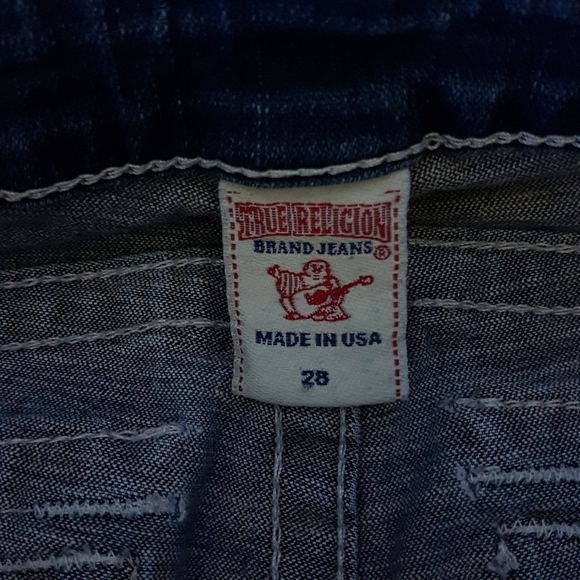 TRUE RELIGION
BRAND JEANS ®
MADE IN USA
28